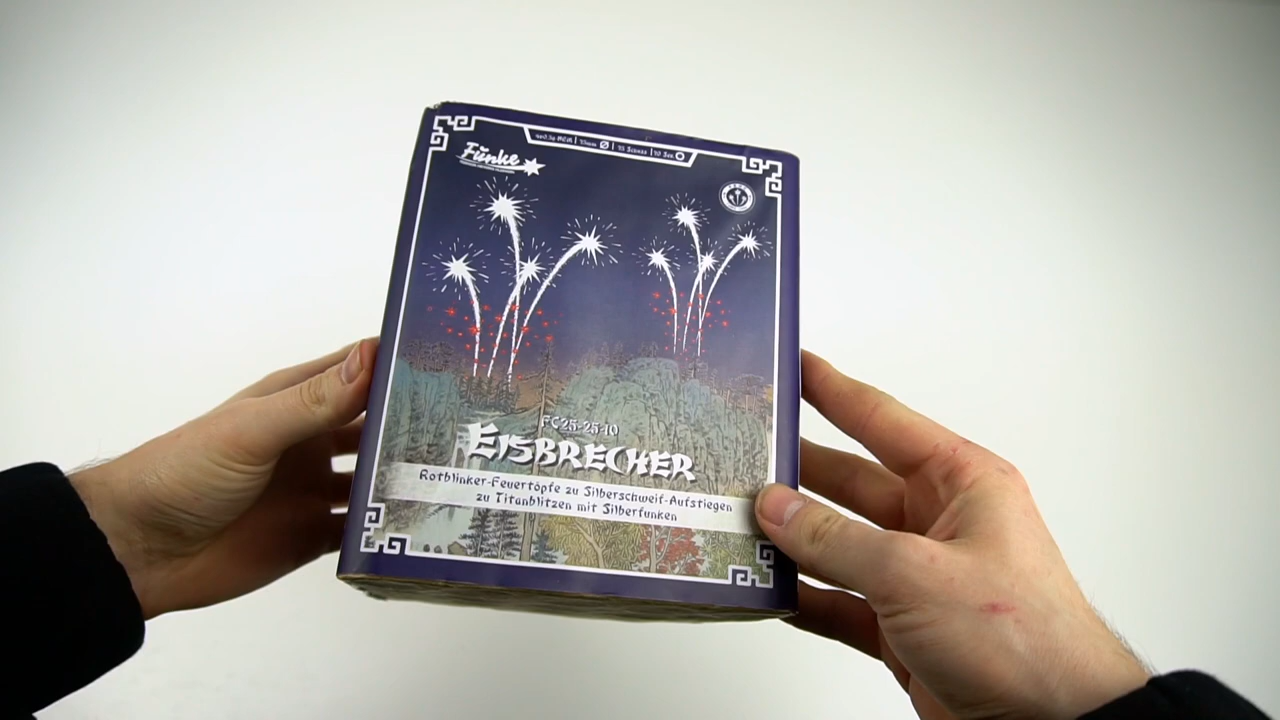 Funke
FC25-25-10
EISBRECHER
Rotblinker-Feuertöpfe zu Silberschweif-Aufstiegen
zu Titanblitzen mit Silberfunken